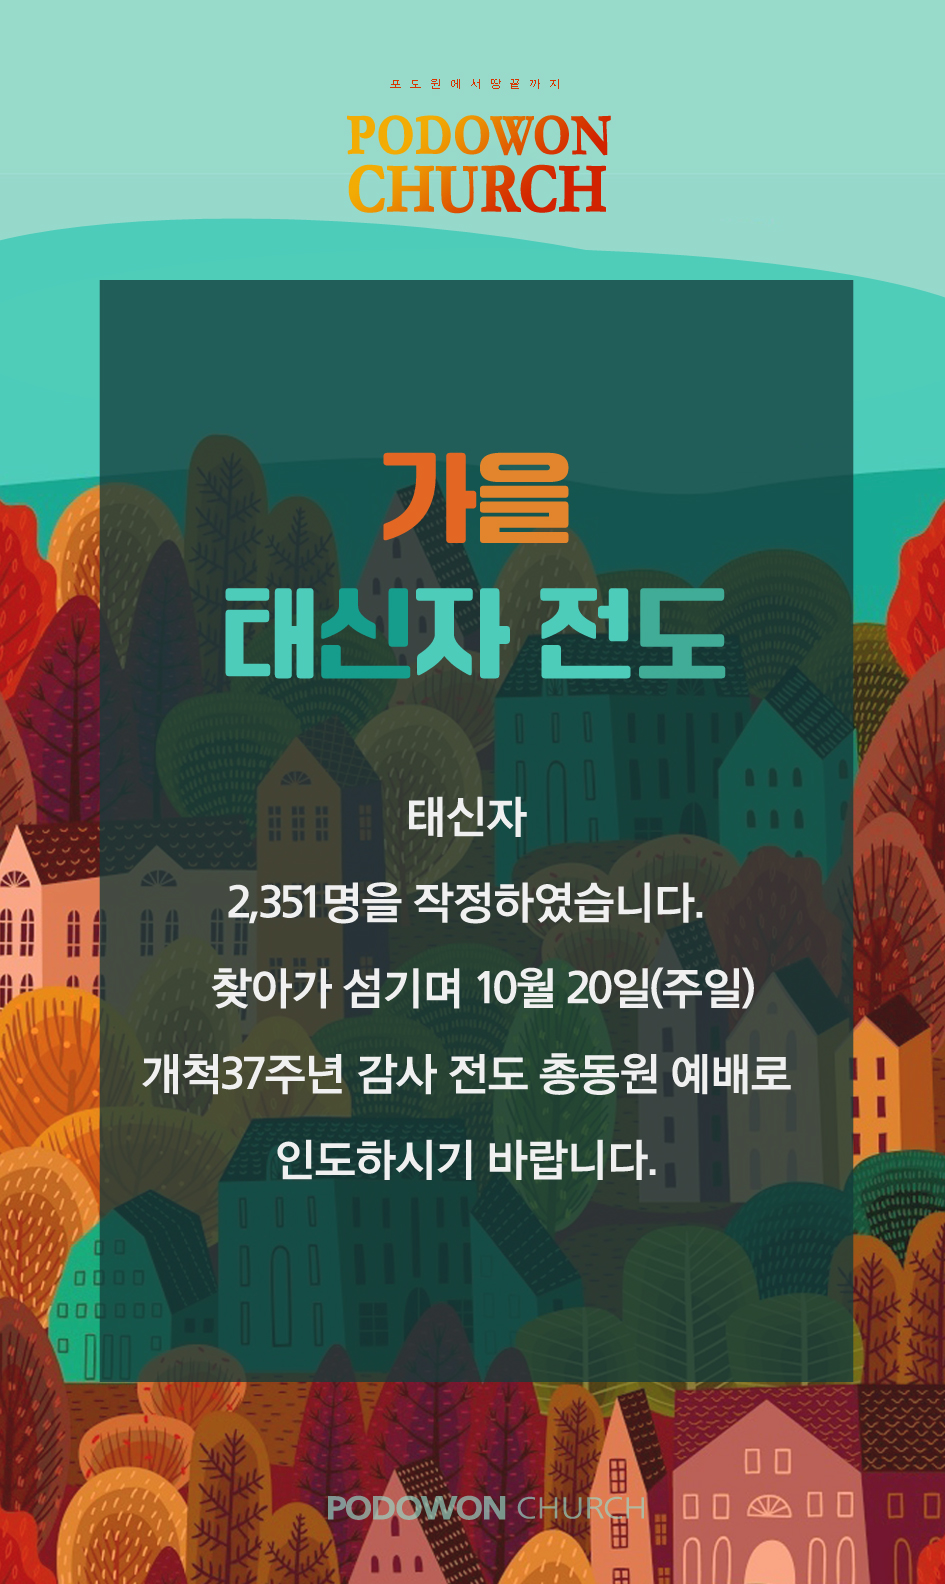 포도원에서땅끝까지
PODOWON
CHURCH
가을
태신자 전도
태신자
2,351명을 작정하였습니다.
찾아가 섬기며 10월 20일(주일)
개척37주년 감사 전도 총동원 예배로
인도하시기 바랍니다.
PODOWON CHURCH